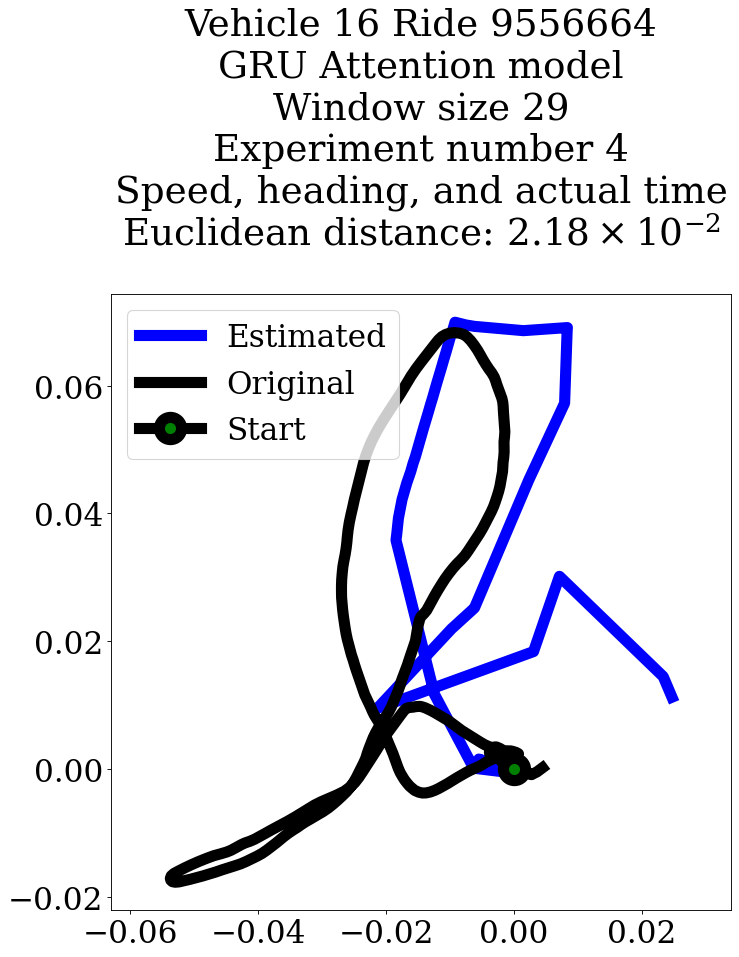 Vehicle 16 Ride 9556664
GRU Attention model
Window size 29
Experiment number 4
Speed, heading, and actual time
Euclidean distance: 2.18 × 10⁻²
Estimated
Original
Start
0.06
0.04
0.02
0.00
−0.02
−0.06 −0.04 −0.02 0.00 0.02